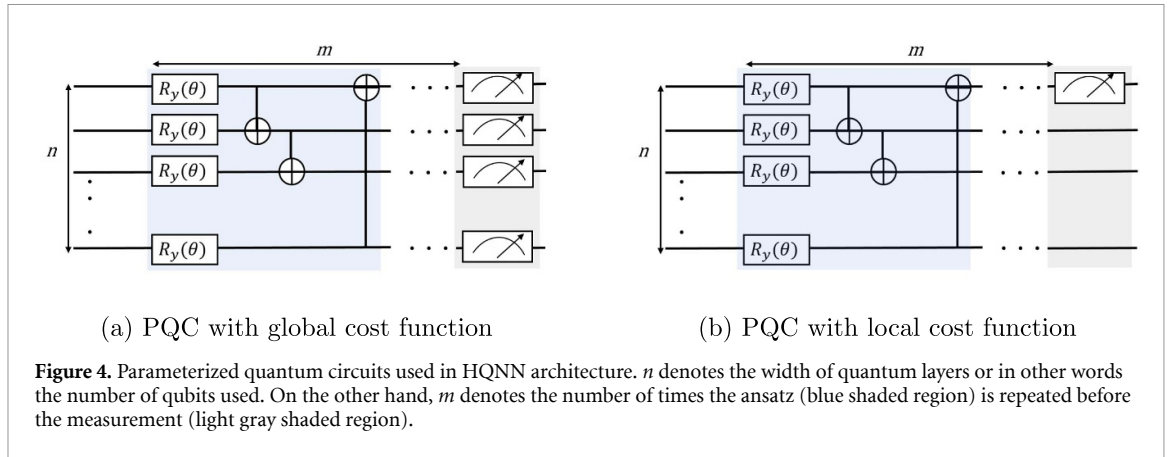 m
m
R_y(θ)
R_y(θ)
R_y(θ)
R_y(θ)
n
. . .
. . .
. . .
. . .
. . .
R_y(θ)
R_y(θ)
R_y(θ)
R_y(θ)
n
. . .
. . .
. . .
. . .
. . .
(a) PQC with global cost function
(b) PQC with local cost function
Figure 4. Parameterized quantum circuits used in HQNN architecture. n denotes the width of quantum layers or in other words
the number of qubits used. On the other hand, m denotes the number of times the ansatz (blue shaded region) is repeated before
the measurement (light gray shaded region).